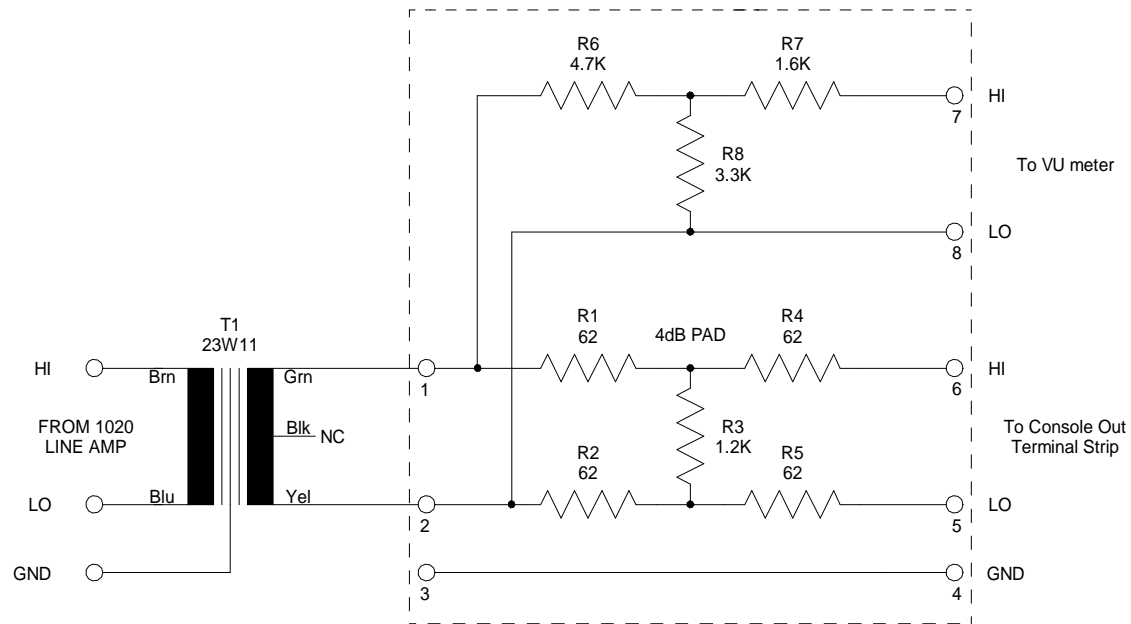 R6
4.7K
R7
1.6K
HI
7
R8
3.3K
To VU meter
LO
8
T1
23W11
R1
62
4dB PAD
R4
62
HI
Brn
Grn
1
6
HI
FROM 1020
LINE AMP
Blk
NC
R2
62
R3
1.2K
R5
62
To Console Out
Terminal Strip
LO
Blu
Yel
2
5
LO
GND
3
4
GND